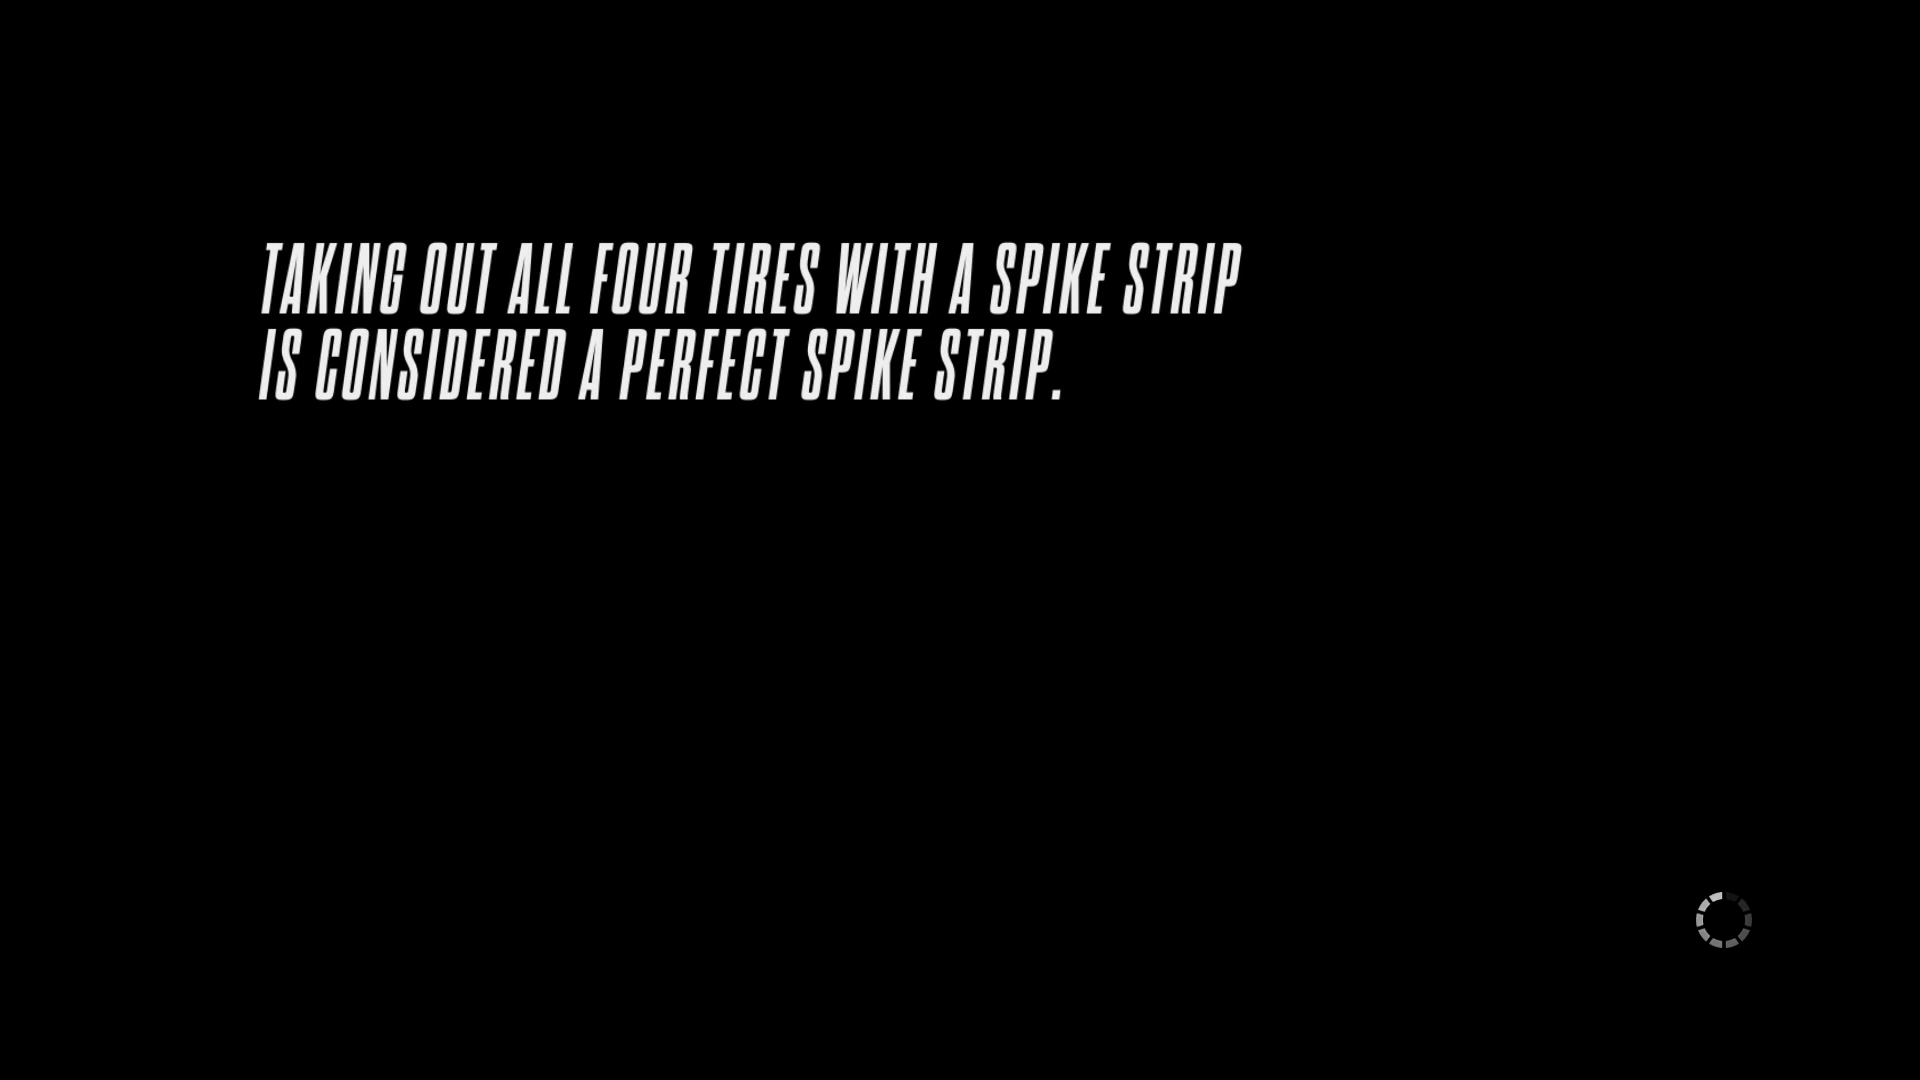 TAKING OUT ALL FOUR TIRES WITH A SPIKE STRIP
IS CONSIDERED A PERFECT SPIKE STRIP.